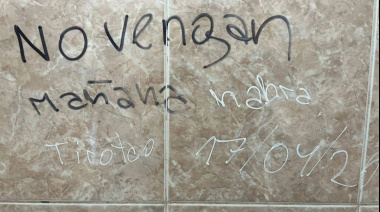 No vengan
mañana habra
Tiroteo 17/04/2